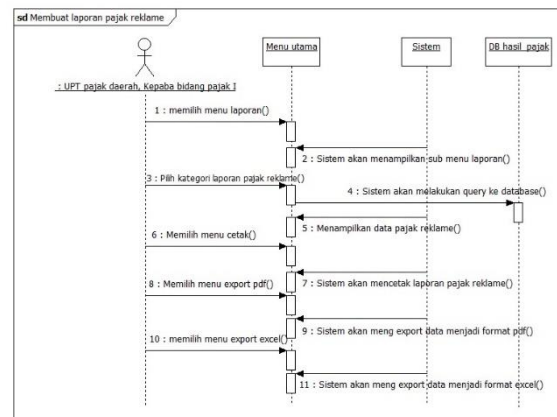 sd Membuat laporan pajak reklame
Menu utama
Sistem
DB hasil_pajak
: UPT pajak daerah, Kepaba bidang pajak I
1 : memilih menu laporan()
2 : Sistem akan menampilkan sub menu laporan()
3 : Pilih kategori laporan pajak reklame()
4 : Sistem akan melakukan query ke database()
5 : Menampilkan data pajak reklame()
6 : Memilih menu cetak()
7 : Sistem akan mencetak laporan pajak reklame()
8 : Memilih menu export pdf()
9 : Sistem akan meng export data menjadi format pdf()
10 : memilih menu export excel()
11 : Sistem akan meng export data menjadi format excel()